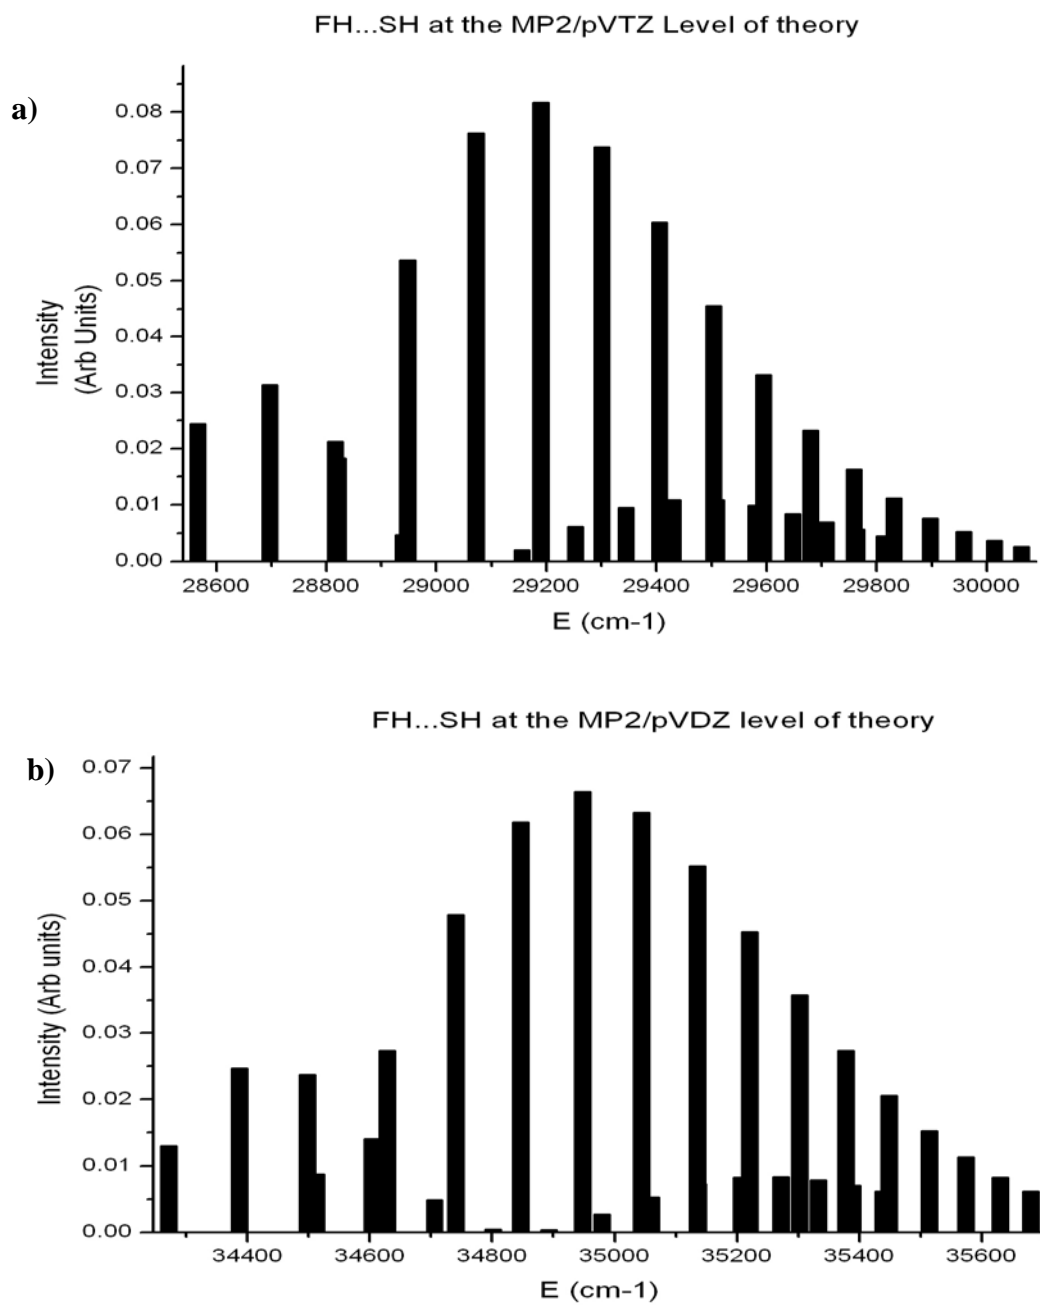 FH...SH at the MP2/pVTZ Level of theory
a)
0.08
0.07
0.06
0.05
0.04
0.03
0.02
0.01
0.00
Intensity
(Arb Units)
28600 28800 29000 29200 29400 29600 29800 30000
E (cm-1)
FH...SH at the MP2/pVDZ level of theory
b)
0.07
0.06
0.05
0.04
0.03
0.02
0.01
0.00
Intensity (Arb units)
34400 34600 34800 35000 35200 35400 35600
E (cm-1)